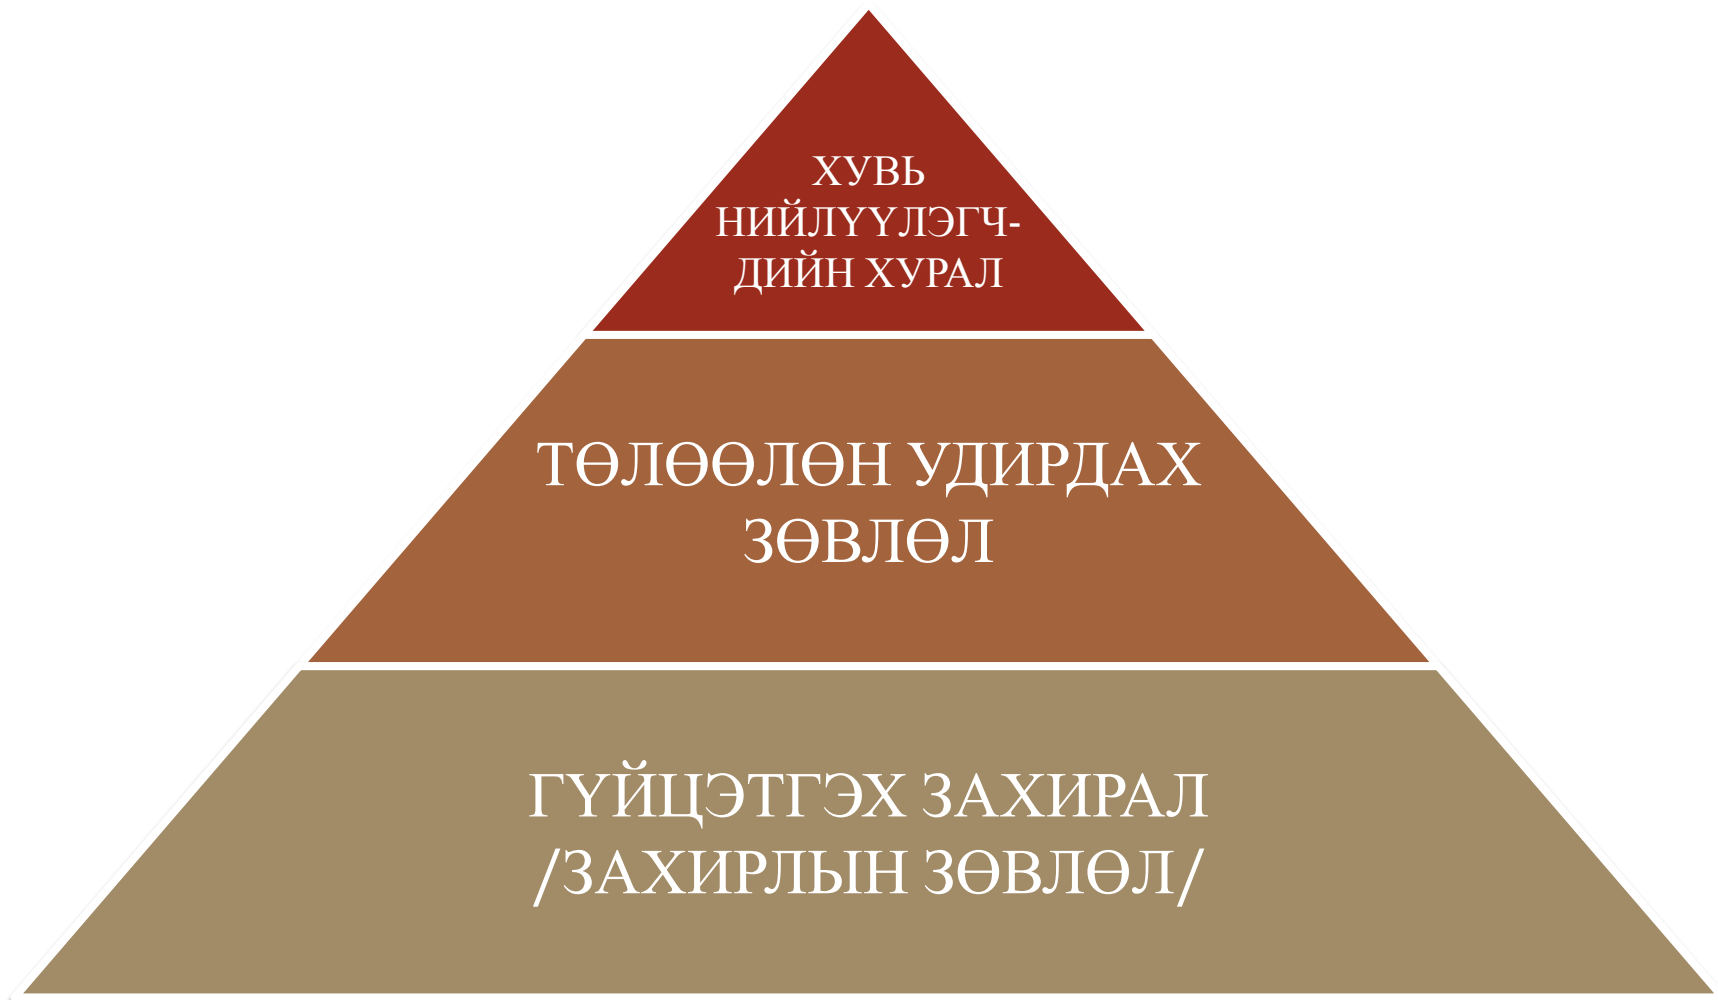 ХУВЬ
НИЙЛҮҮЛЭГЧ-
ДИЙН ХУРАЛ
ТӨЛӨӨЛӨН УДИРДАХ
ЗӨВЛӨЛ
ГҮЙЦЭТГЭХ ЗАХИРАЛ
/ЗАХИРЛЫН ЗӨВЛӨЛ/